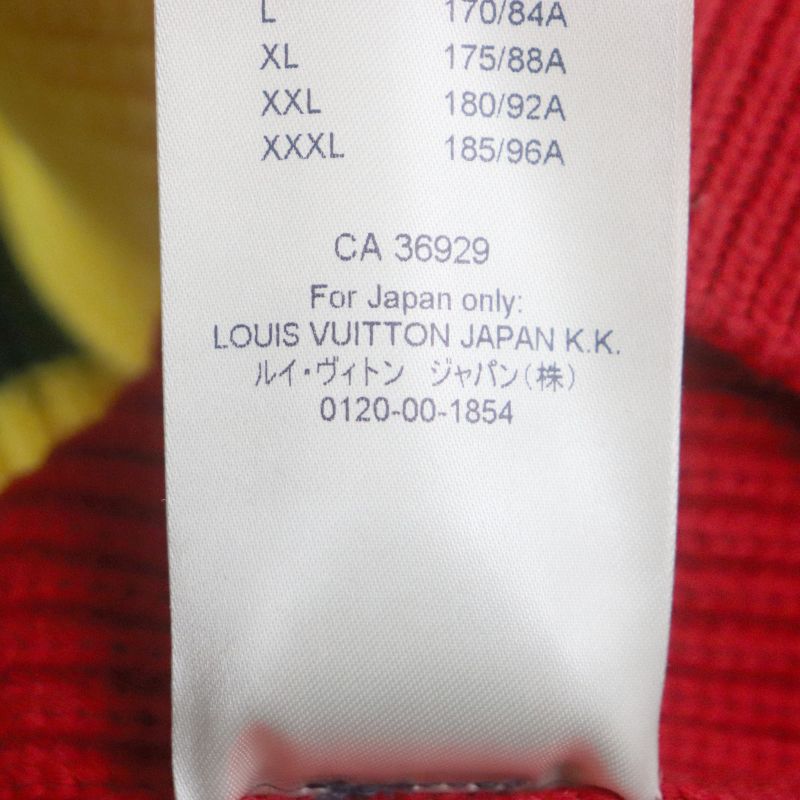 L 170/84A
XL 175/88A
XXL 180/92A
XXXL 185/96A
CA 36929
For Japan only:
LOUIS VUITTON JAPAN K.K.
ルイ・ヴィトン ジャパン(株)
0120-00-1854